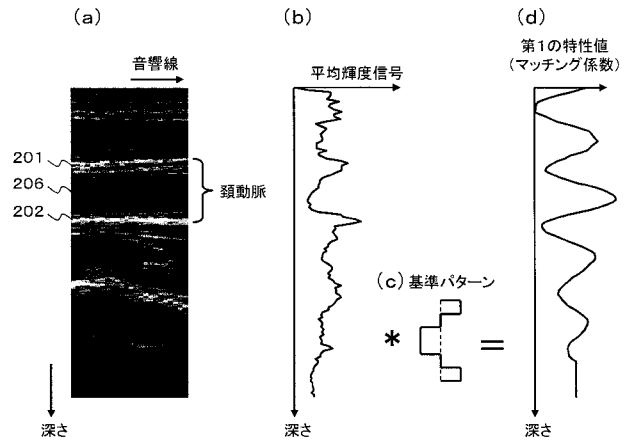 (a)
(b)
(d)
音響線
平均輝度信号
第1の特性値
(マッチング係数)
201
206
202
頚動脈
(c)基準パターン
* =
深さ
深さ
深さ